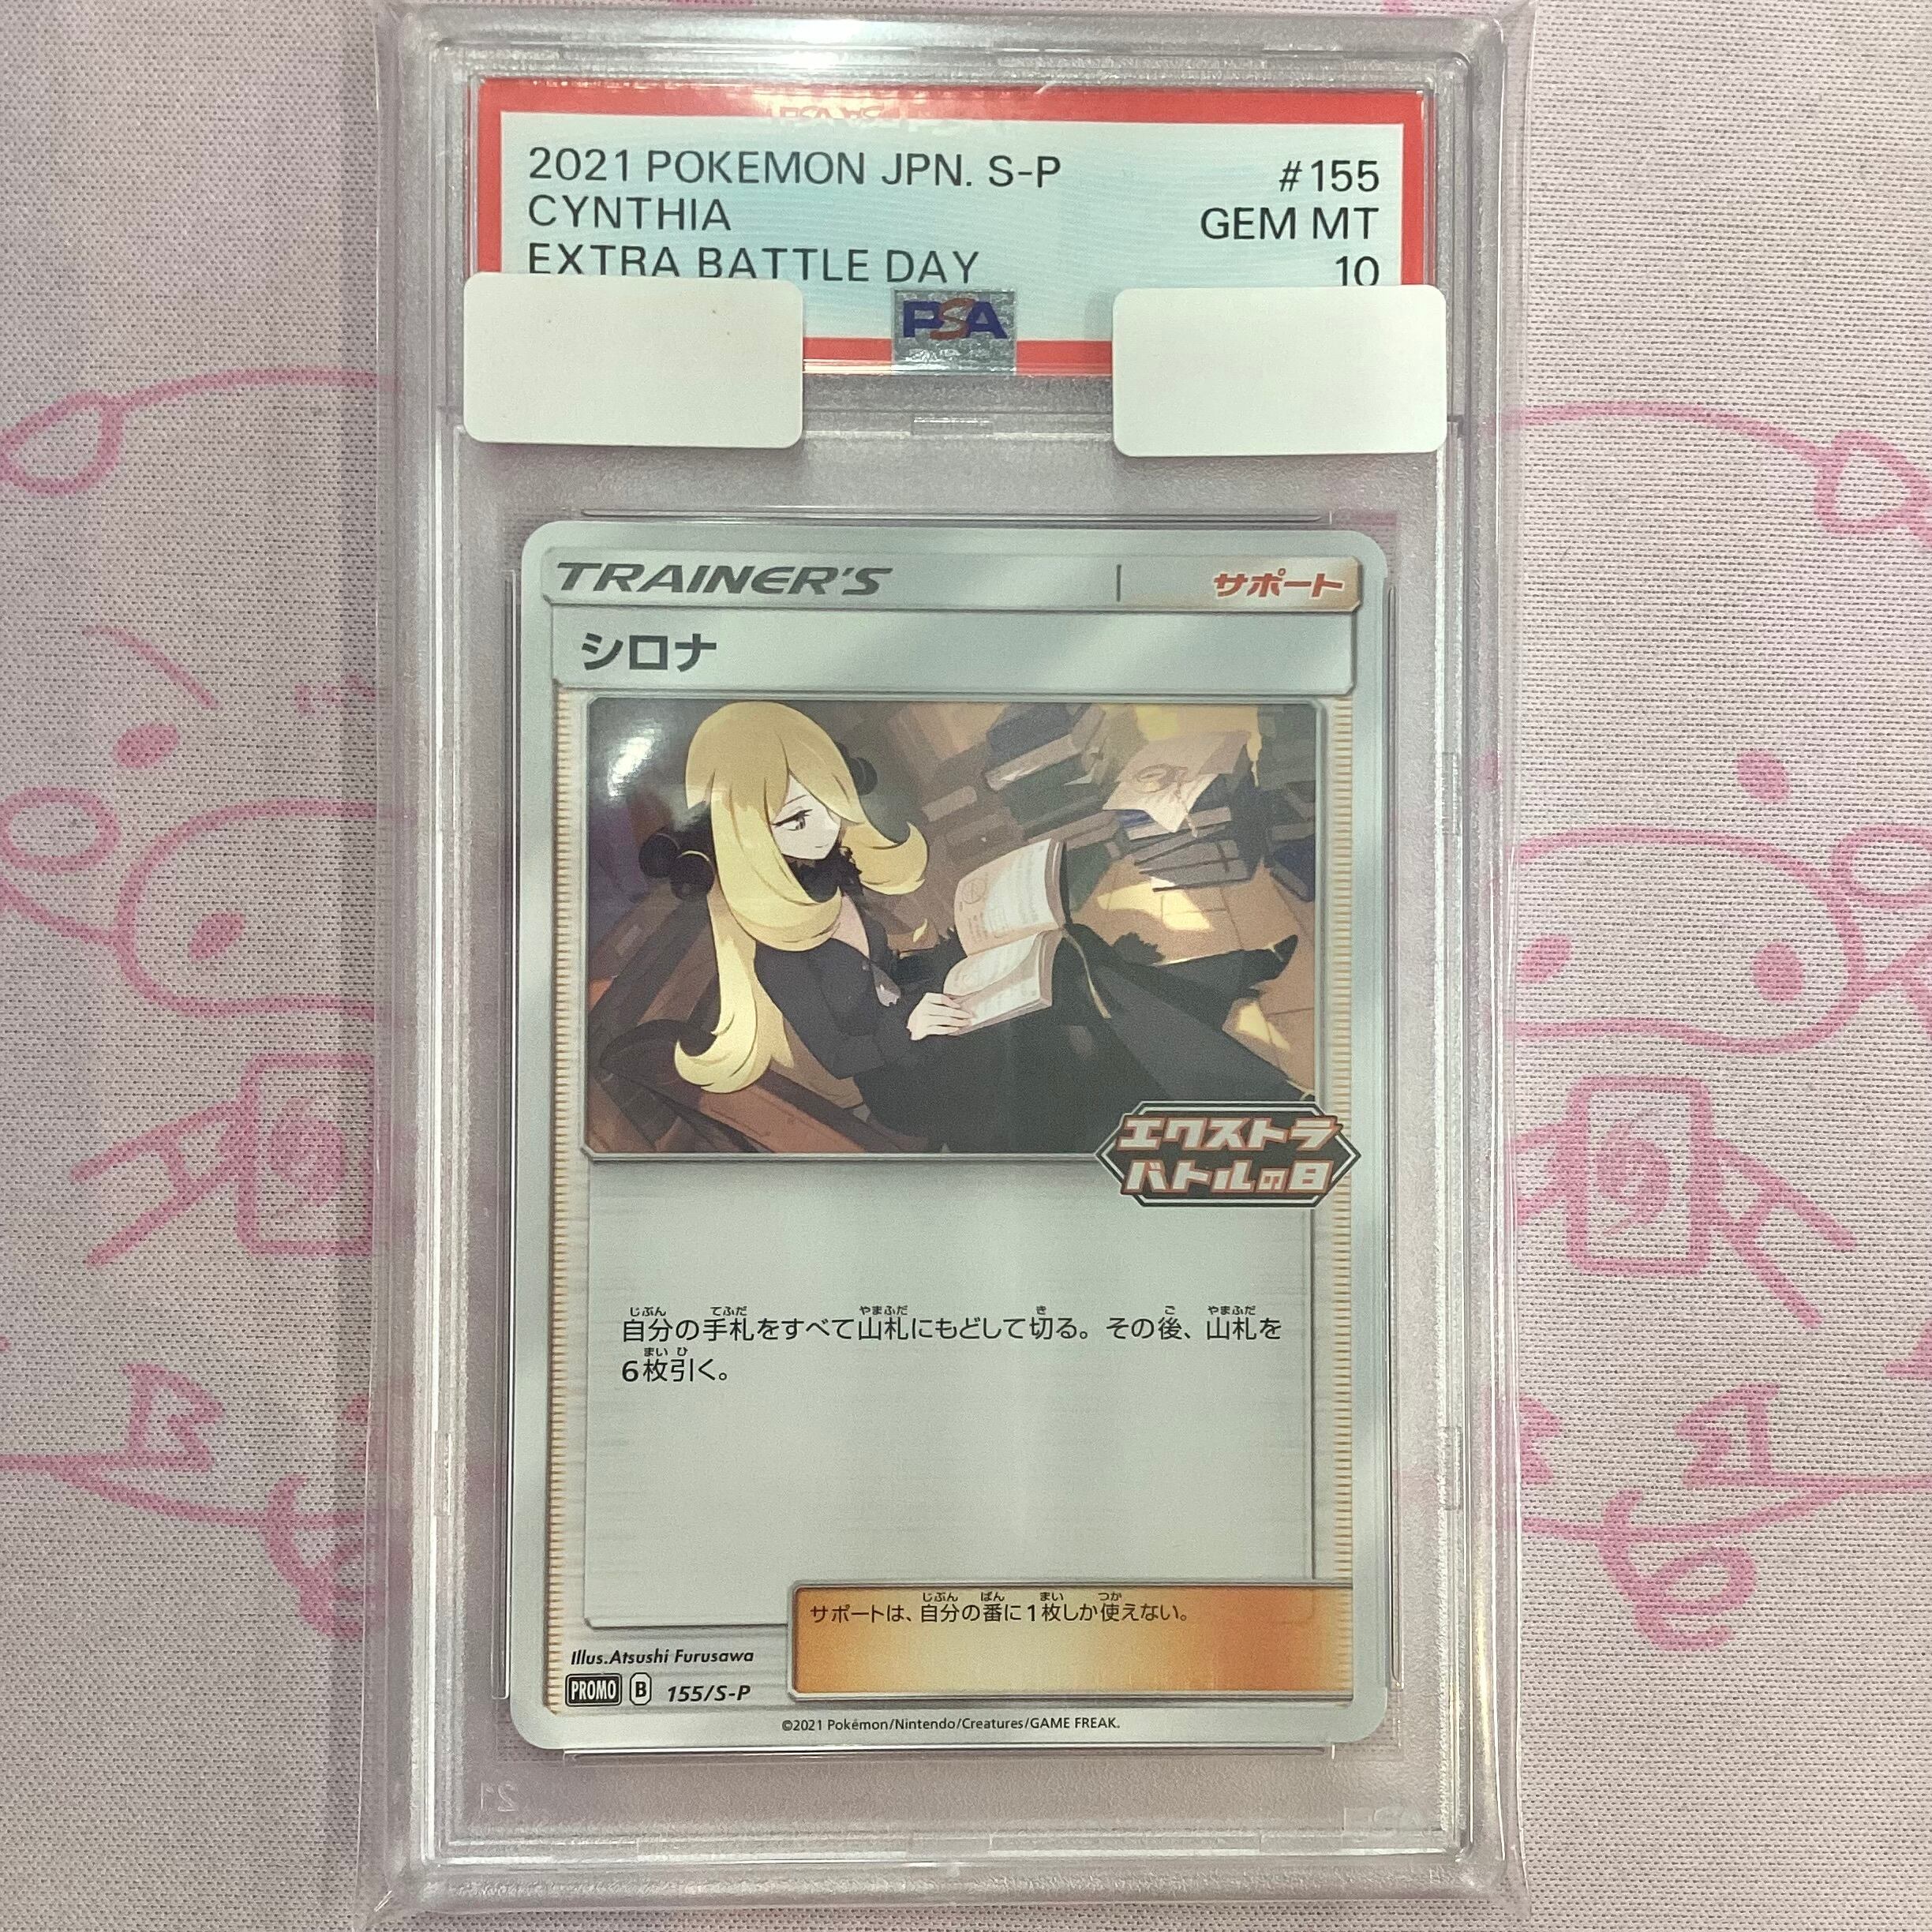 2021 POKEMON JPN. S-P
#155
CYNTHIA
GEM MT
EXTRA BATTLE DAY
10
PSA
TRAINER'S
サポート
シロナ
エクストラ
バトルの日
自分の手札をすべて山札にもどして切る。その後、山札を
6枚引く。
サポートは、自分の番に1枚しか使えない。
Illus.Atsushi Furusawa
PROMO B 155/S-P
©2021 Pokémon/Nintendo/Creatures/GAME FREAK.